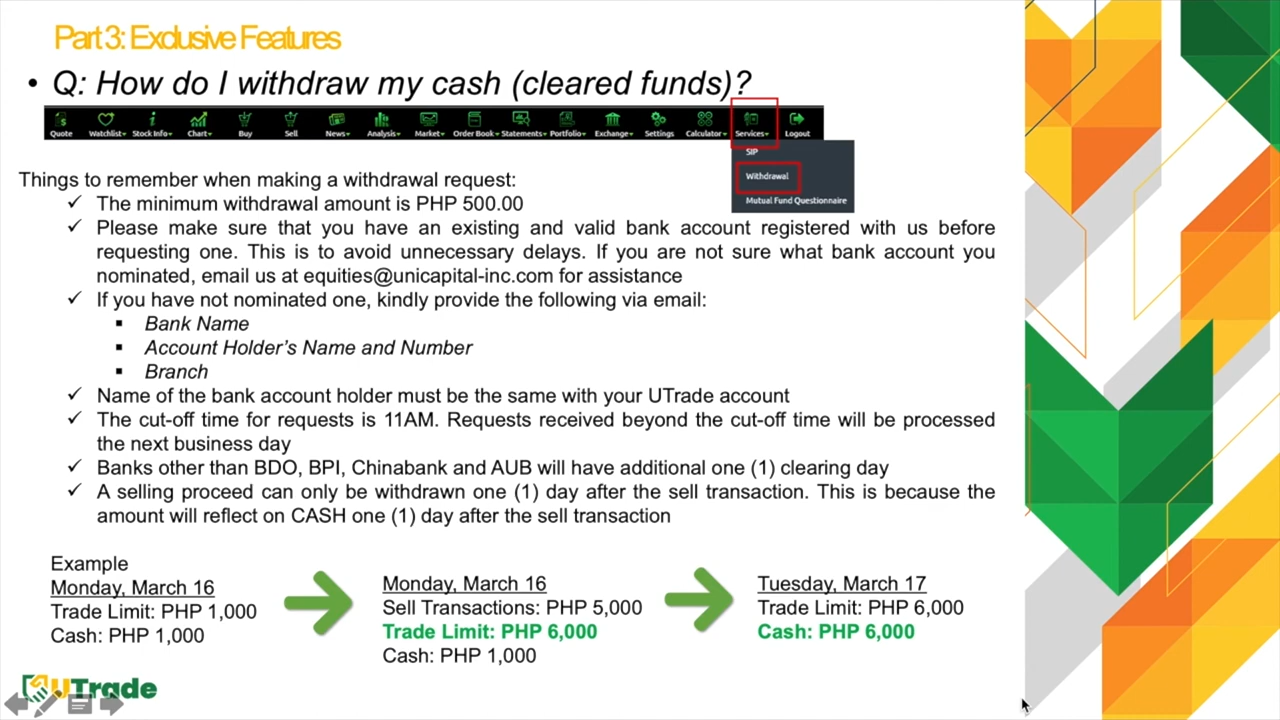 Part 3: Exclusive Features
• Q: How do I withdraw my cash (cleared funds)?
Quote Watchlist Stock Info Chart Buy Sell News Analysis Market Order Book Statements Portfolio Exchange Settings Calculator Services Logout
SIP
Withdrawal
Mutual Fund Questionnaire
Things to remember when making a withdrawal request:
✓ The minimum withdrawal amount is PHP 500.00
✓ Please make sure that you have an existing and valid bank account registered with us before
requesting one. This is to avoid unnecessary delays. If you are not sure what bank account you
nominated, email us at equities@unicapital-inc.com for assistance
✓ If you have not nominated one, kindly provide the following via email:
▪ Bank Name
▪ Account Holder's Name and Number
▪ Branch
✓ Name of the bank account holder must be the same with your UTrade account
✓ The cut-off time for requests is 11AM. Requests received beyond the cut-off time will be processed
the next business day
✓ Banks other than BDO, BPI, Chinabank and AUB will have additional one (1) clearing day
✓ A selling proceed can only be withdrawn one (1) day after the sell transaction. This is because the
amount will reflect on CASH one (1) day after the sell transaction
Example
Monday, March 16
Trade Limit: PHP 1,000
Cash: PHP 1,000
Monday, March 16
Sell Transactions: PHP 5,000
Trade Limit: PHP 6,000
Cash: PHP 1,000
Tuesday, March 17
Trade Limit: PHP 6,000
Cash: PHP 6,000
UTrade